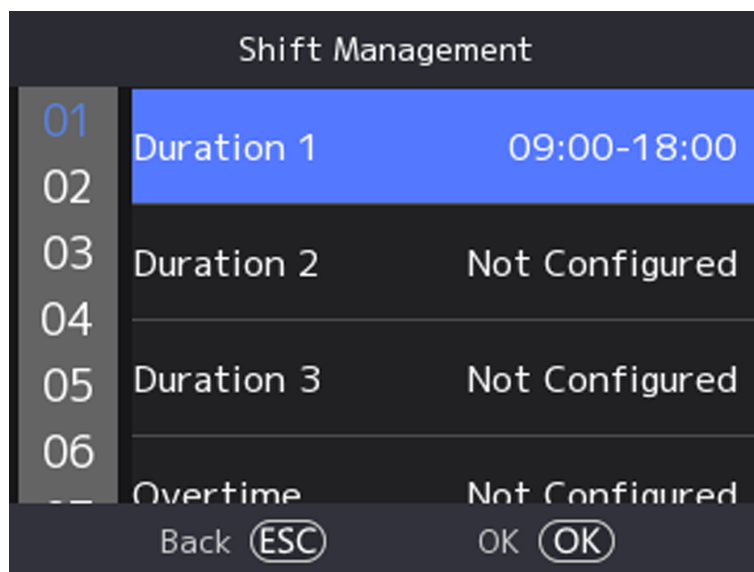 Shift Management
01
02
03
04
05
06
Duration 1 09:00-18:00
Duration 2 Not Configured
Duration 3 Not Configured
Overtime Not Configured
Back ESC OK OK